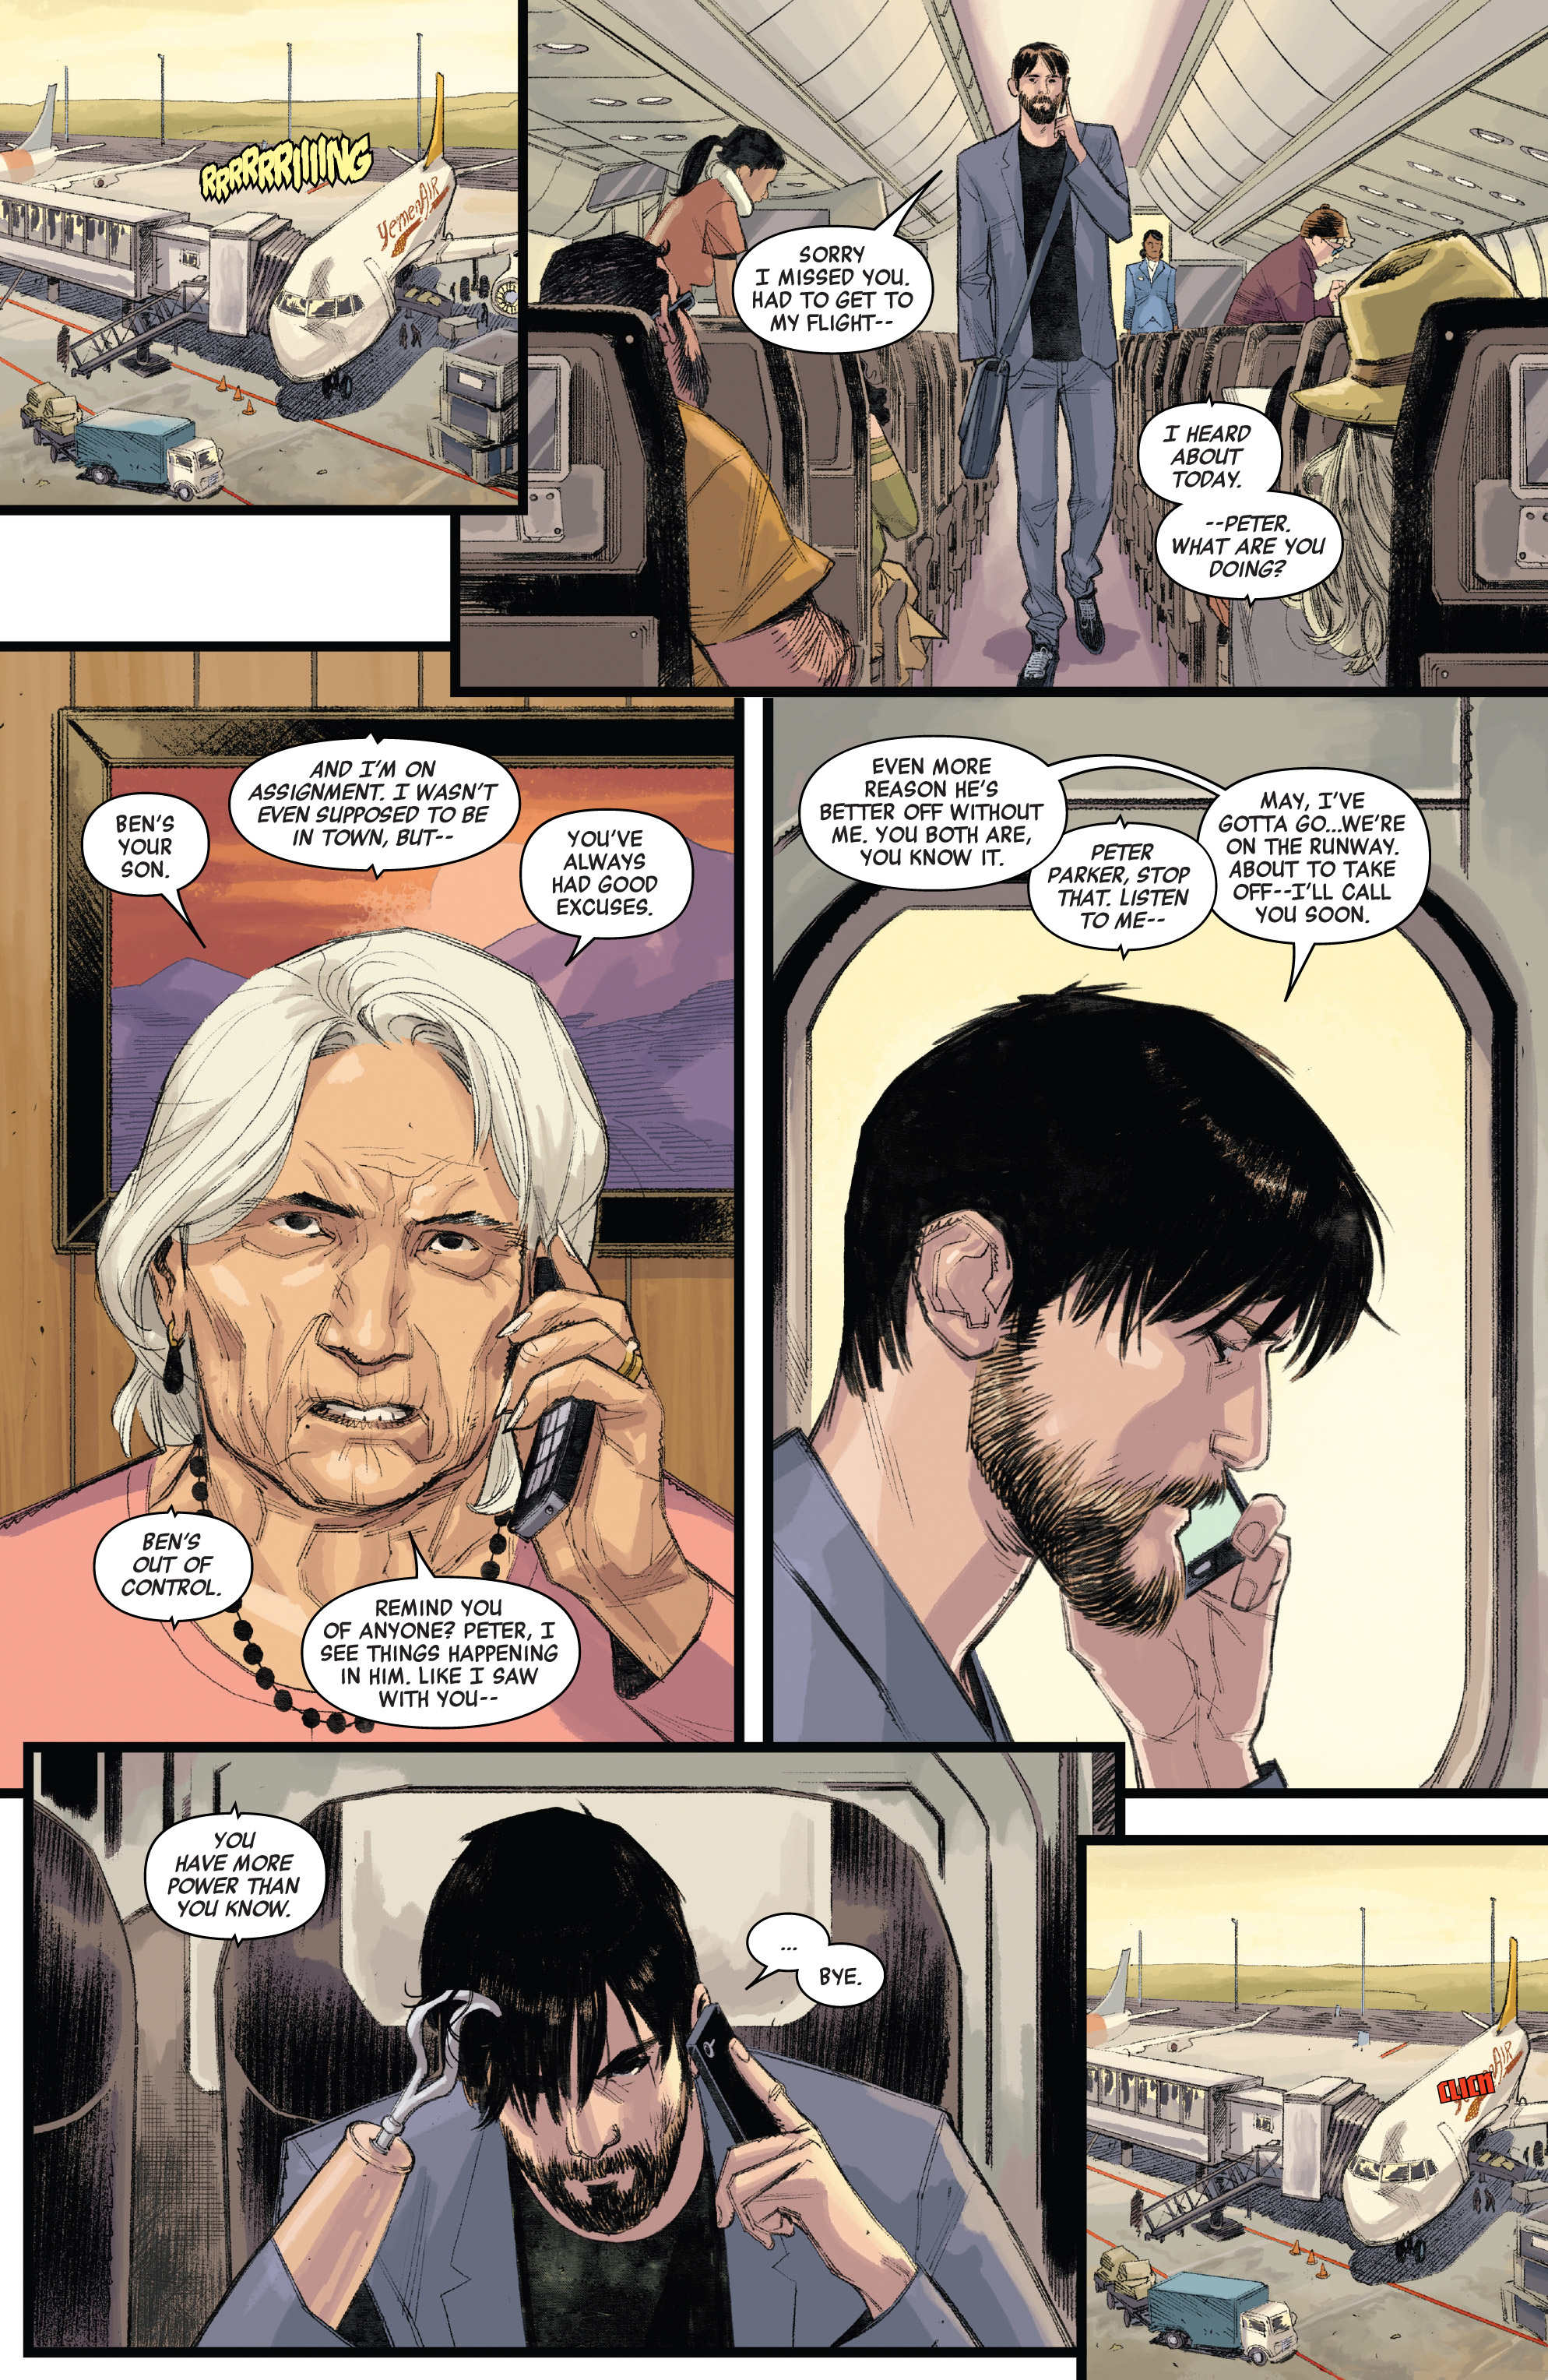 RRRRRRRIIIING
YemenAIR
SORRY
I MISSED YOU.
HAD TO GET TO
MY FLIGHT--
I HEARD
ABOUT
TODAY.
--PETER.
WHAT ARE YOU
DOING?
BEN'S
YOUR
SON.
AND I'M ON
ASSIGNMENT. I WASN'T
EVEN SUPPOSED TO BE
IN TOWN, BUT--
YOU'VE
ALWAYS
HAD GOOD
EXCUSES.
BEN'S
OUT OF
CONTROL.
REMIND YOU
OF ANYONE? PETER, I
SEE THINGS HAPPENING
IN HIM. LIKE I SAW
WITH YOU--
EVEN MORE
REASON HE'S
BETTER OFF WITHOUT
ME. YOU BOTH ARE,
YOU KNOW IT.
PETER
PARKER, STOP
THAT. LISTEN
TO ME--
MAY, I'VE
GOTTA GO...WE'RE
ON THE RUNWAY.
ABOUT TO TAKE
OFF--I'LL CALL
YOU SOON.
YOU
HAVE MORE
POWER THAN
YOU KNOW.
...
BYE.
AIR
CLICK